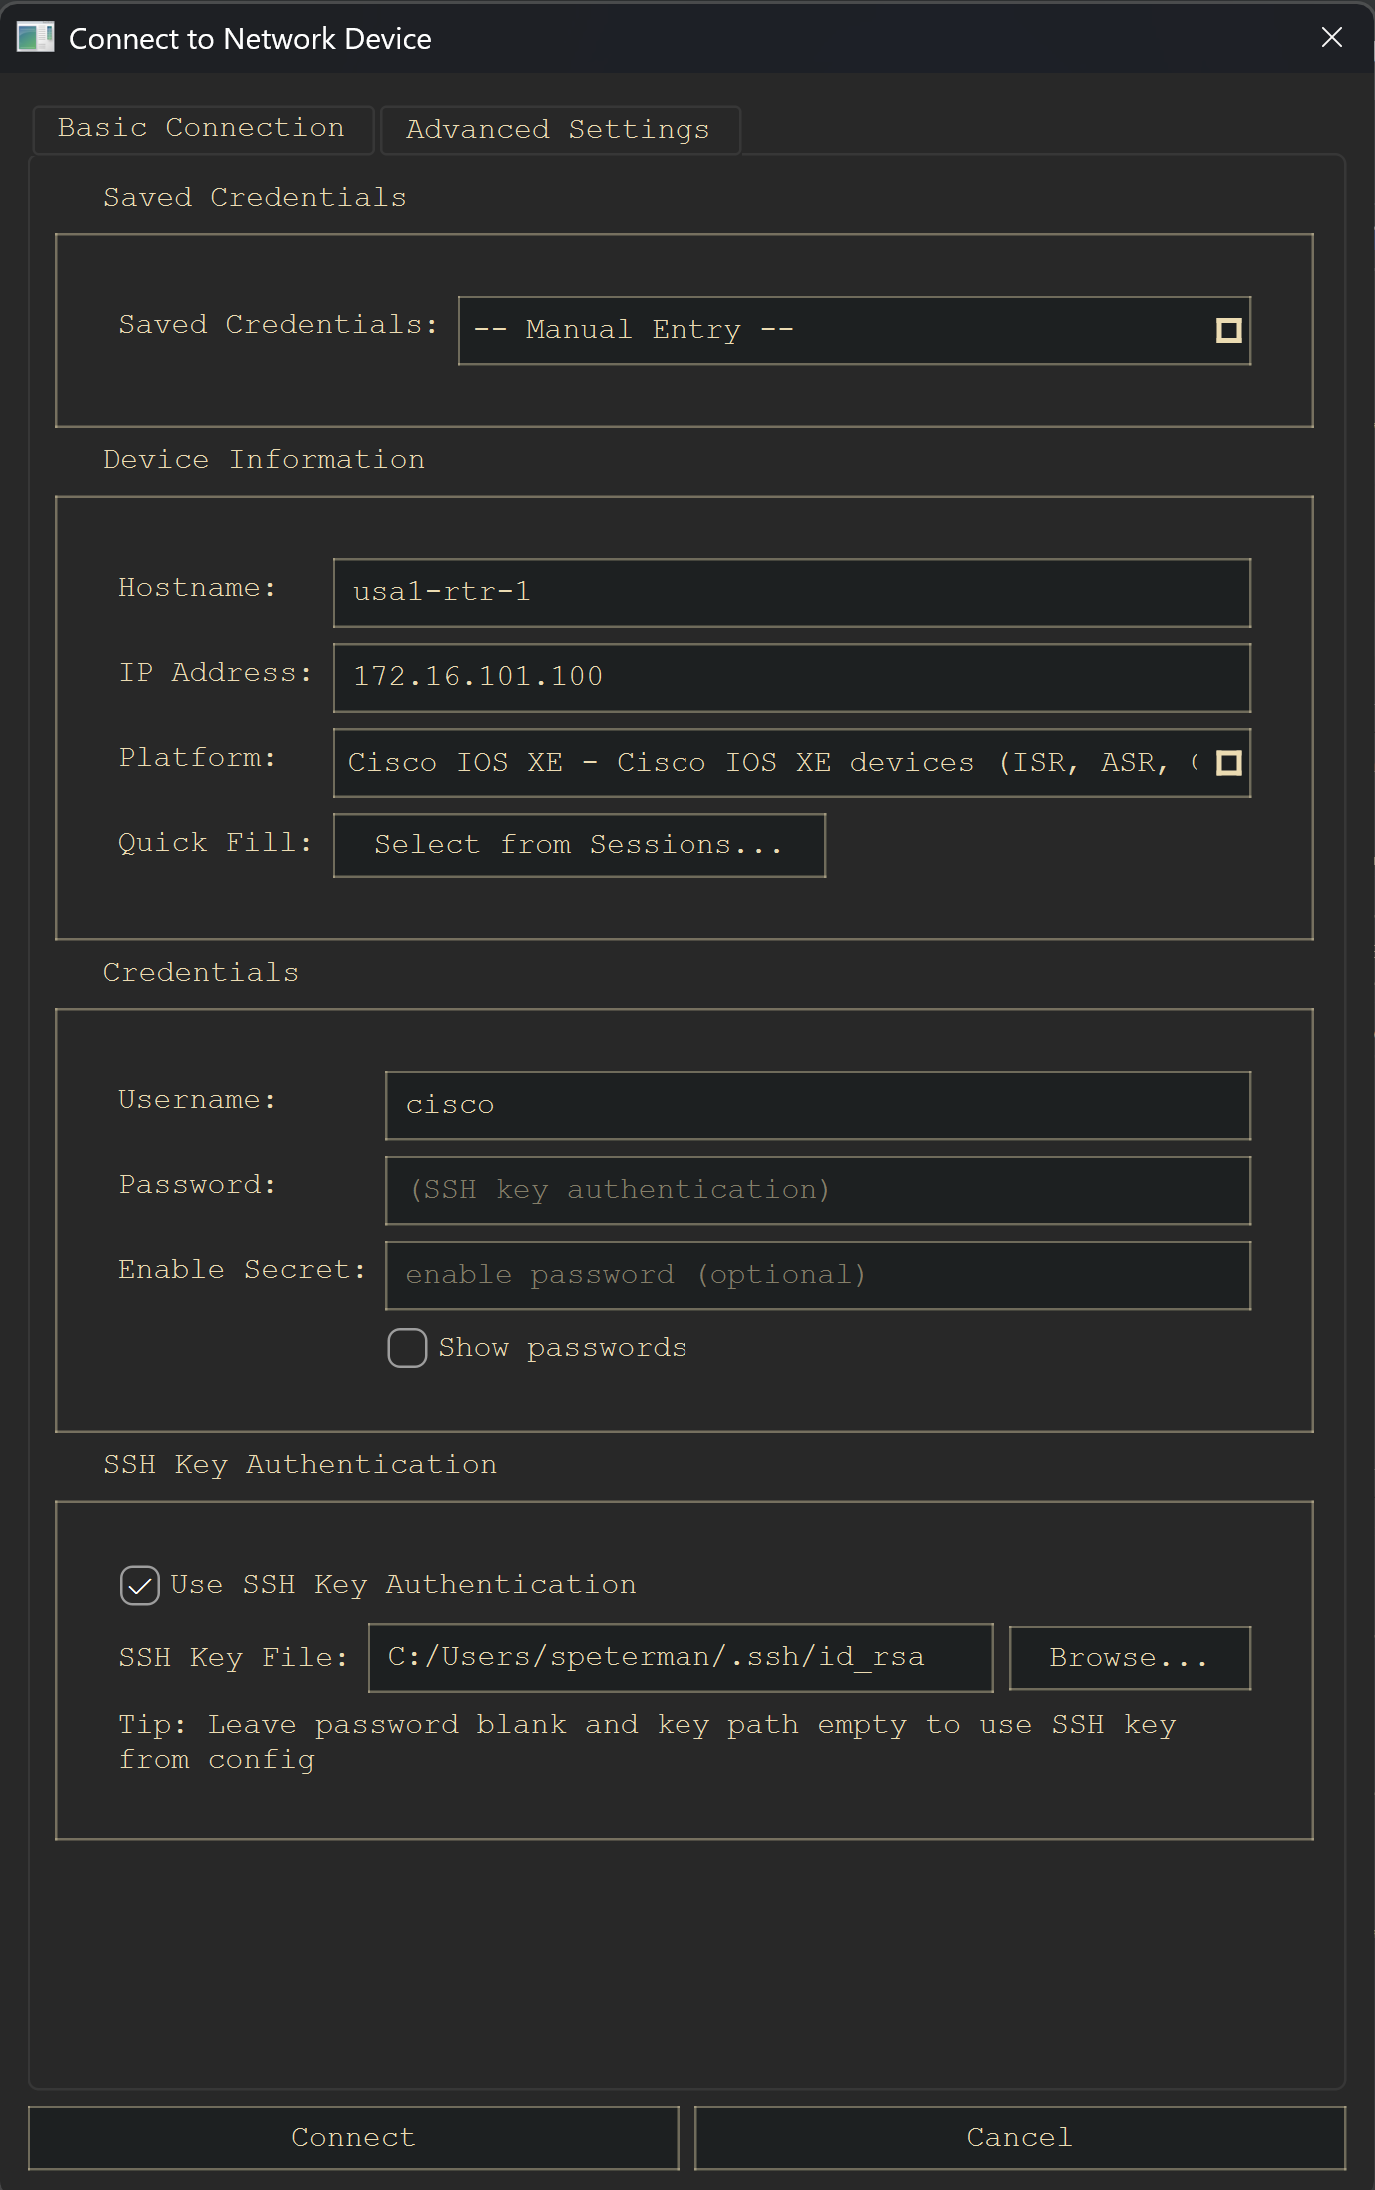 Connect to Network Device
Basic Connection
Advanced Settings
Saved Credentials
Saved Credentials:
-- Manual Entry --
Device Information
Hostname:
usa1-rtr-1
IP Address:
172.16.101.100
Platform:
Cisco IOS XE - Cisco IOS XE devices (ISR, ASR,
Quick Fill:
Select from Sessions...
Credentials
Username:
cisco
Password:
(SSH key authentication)
Enable Secret:
enable password (optional)
Show passwords
SSH Key Authentication
Use SSH Key Authentication
SSH Key File:
C:/Users/speterman/.ssh/id_rsa
Browse...
Tip: Leave password blank and key path empty to use SSH key
from config
Connect
Cancel